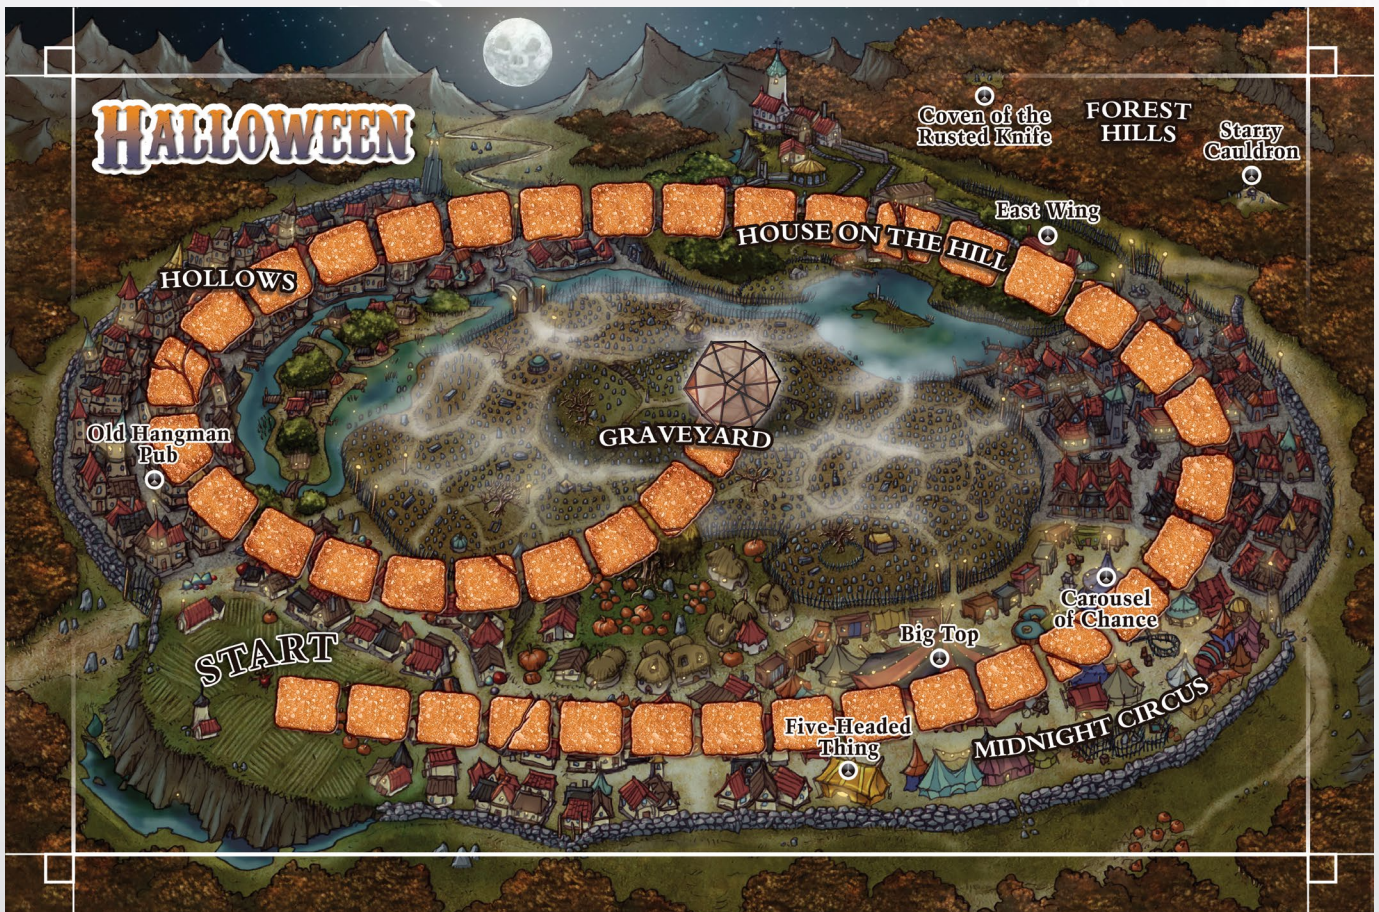 HALLOWEEN
Coven of the
Rusted Knife
FOREST
HILLS
Starry
Cauldron
East Wing
HOUSE ON THE HILL
HOLLOWS
Old Hangman
Pub
GRAVEYARD
Carousel
of Chance
Big Top
START
Five-Headed
Thing
MIDNIGHT CIRCUS